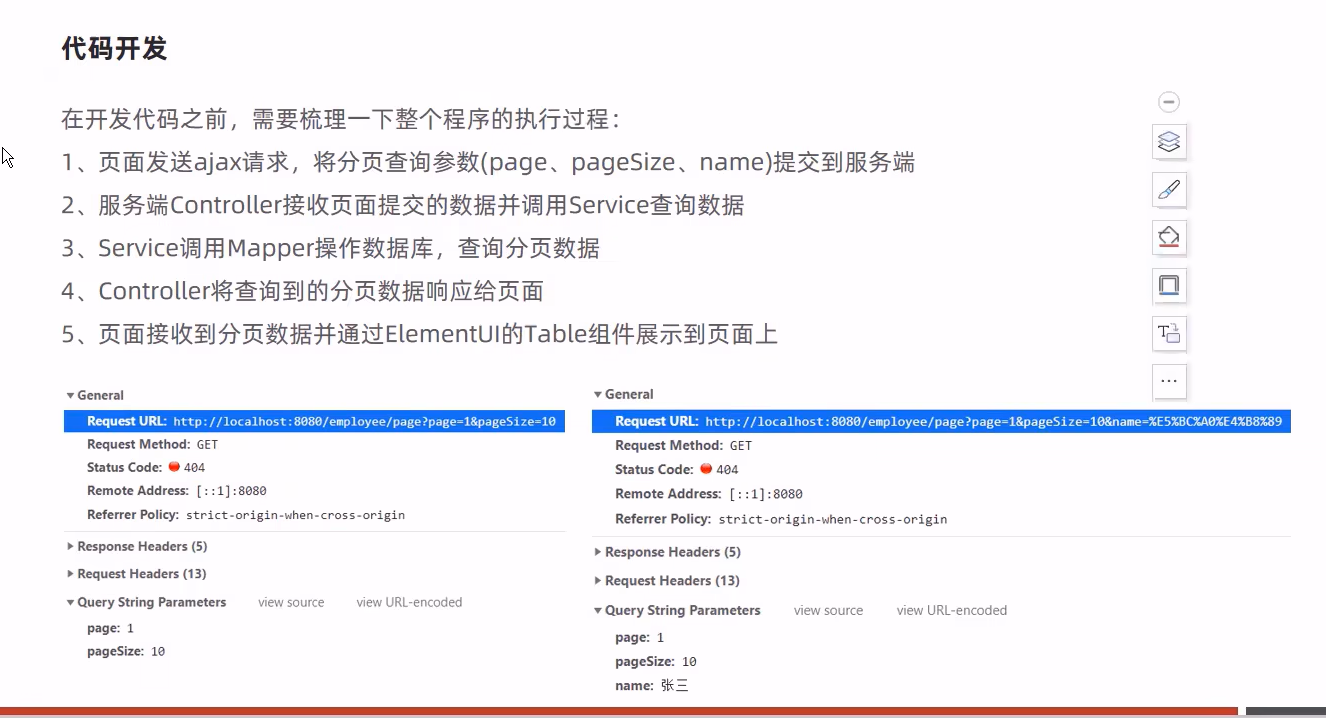 代码开发
在开发代码之前，需要梳理一下整个程序的执行过程：
1、页面发送ajax请求，将分页查询参数(page、pageSize、name)提交到服务端
2、服务端Controller接收页面提交的数据并调用Service查询数据
3、Service调用Mapper操作数据库，查询分页数据
4、Controller将查询到的分页数据响应给页面
5、页面接收到分页数据并通过ElementUI的Table组件展示到页面上
General
Request URL: http://localhost:8080/employee/page?page=1&pageSize=10
Request Method: GET
Status Code: 404
Remote Address: [::1]:8080
Referrer Policy: strict-origin-when-cross-origin
Response Headers (5)
Request Headers (13)
Query String Parameters view source view URL-encoded
page: 1
pageSize: 10
General
Request URL: http://localhost:8080/employee/page?page=1&pageSize=10&name=%E5%BC%A0%E4%B8%89
Request Method: GET
Status Code: 404
Remote Address: [::1]:8080
Referrer Policy: strict-origin-when-cross-origin
Response Headers (5)
Request Headers (13)
Query String Parameters view source view URL-encoded
page: 1
pageSize: 10
name: 张三